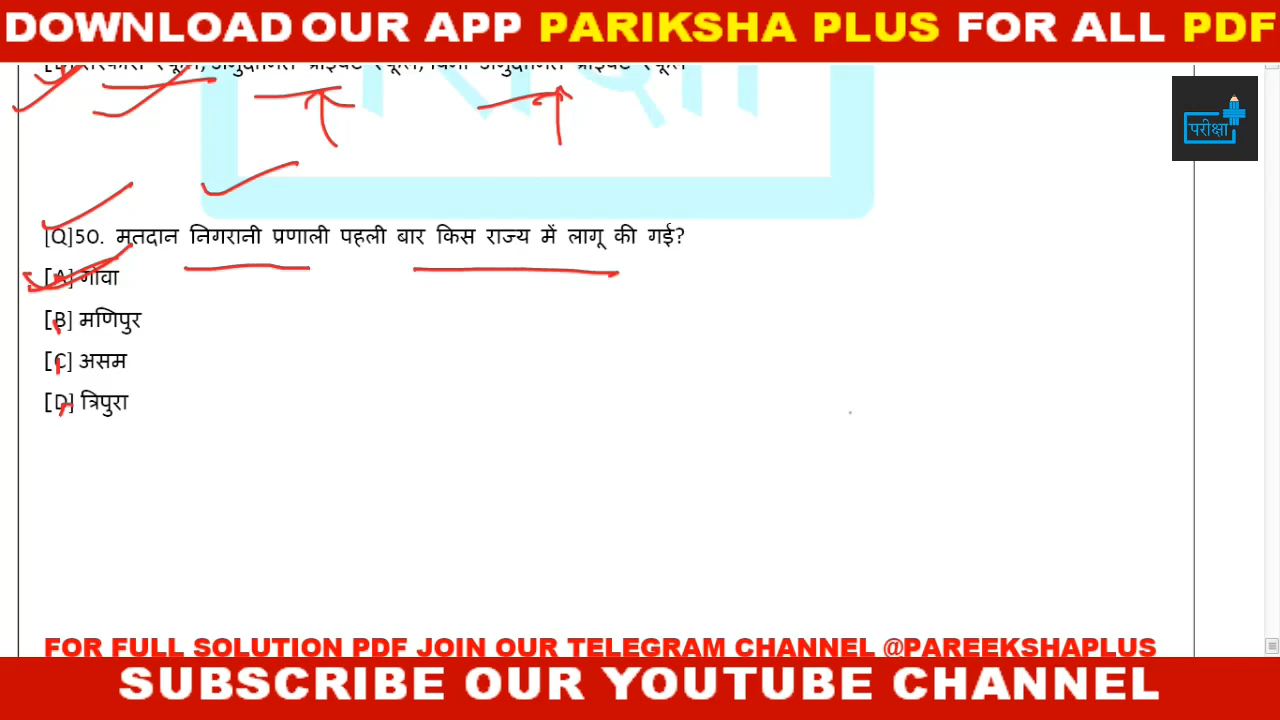 DOWNLOAD OUR APP PARIKSHA PLUS FOR ALL PDF
परीक्षा
[Q]50. मतदान निगरानी प्रणाली पहली बार किस राज्य में लागू की गई?
[A] गोवा
[B] मणिपुर
[C] असम
[D] त्रिपुरा
FOR FULL SOLUTION PDF JOIN OUR TELEGRAM CHANNEL @PAREEKSHAPLUS
SUBSCRIBE OUR YOUTUBE CHANNEL